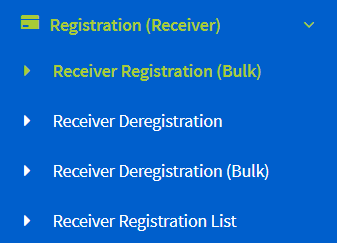 Registration (Receiver)
Receiver Registration (Bulk)
Receiver Deregistration
Receiver Deregistration (Bulk)
Receiver Registration List